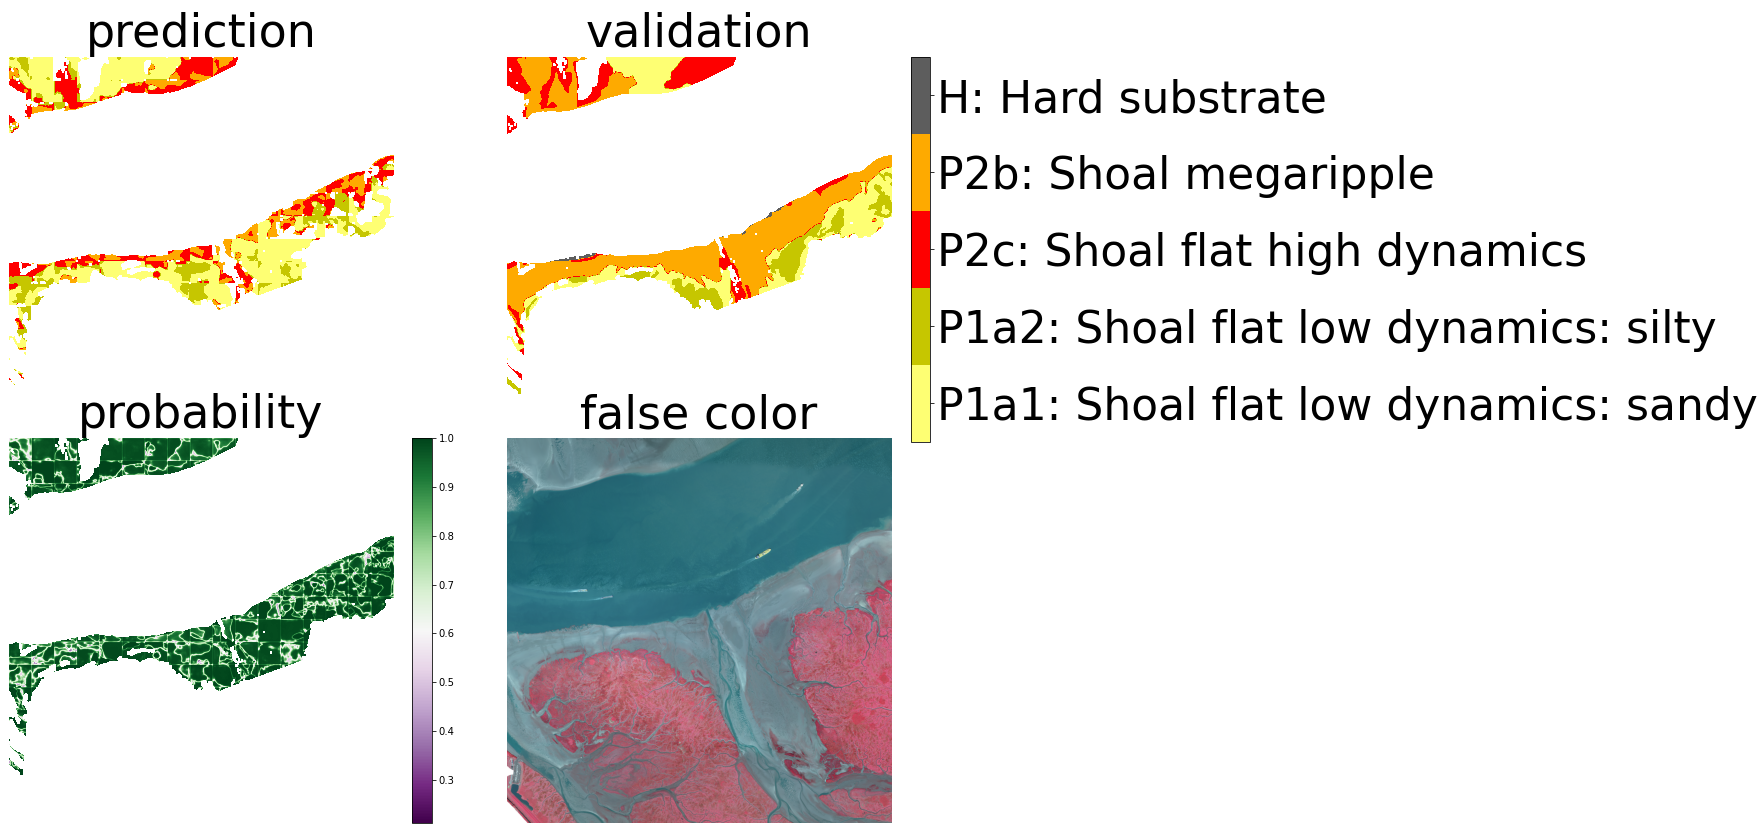 prediction
validation
H: Hard substrate
P2b: Shoal megaripple
P2c: Shoal flat high dynamics
P1a2: Shoal flat low dynamics: silty
P1a1: Shoal flat low dynamics: sandy
probability
false color
1.0
0.9
0.8
0.7
0.6
0.5
0.4
0.3